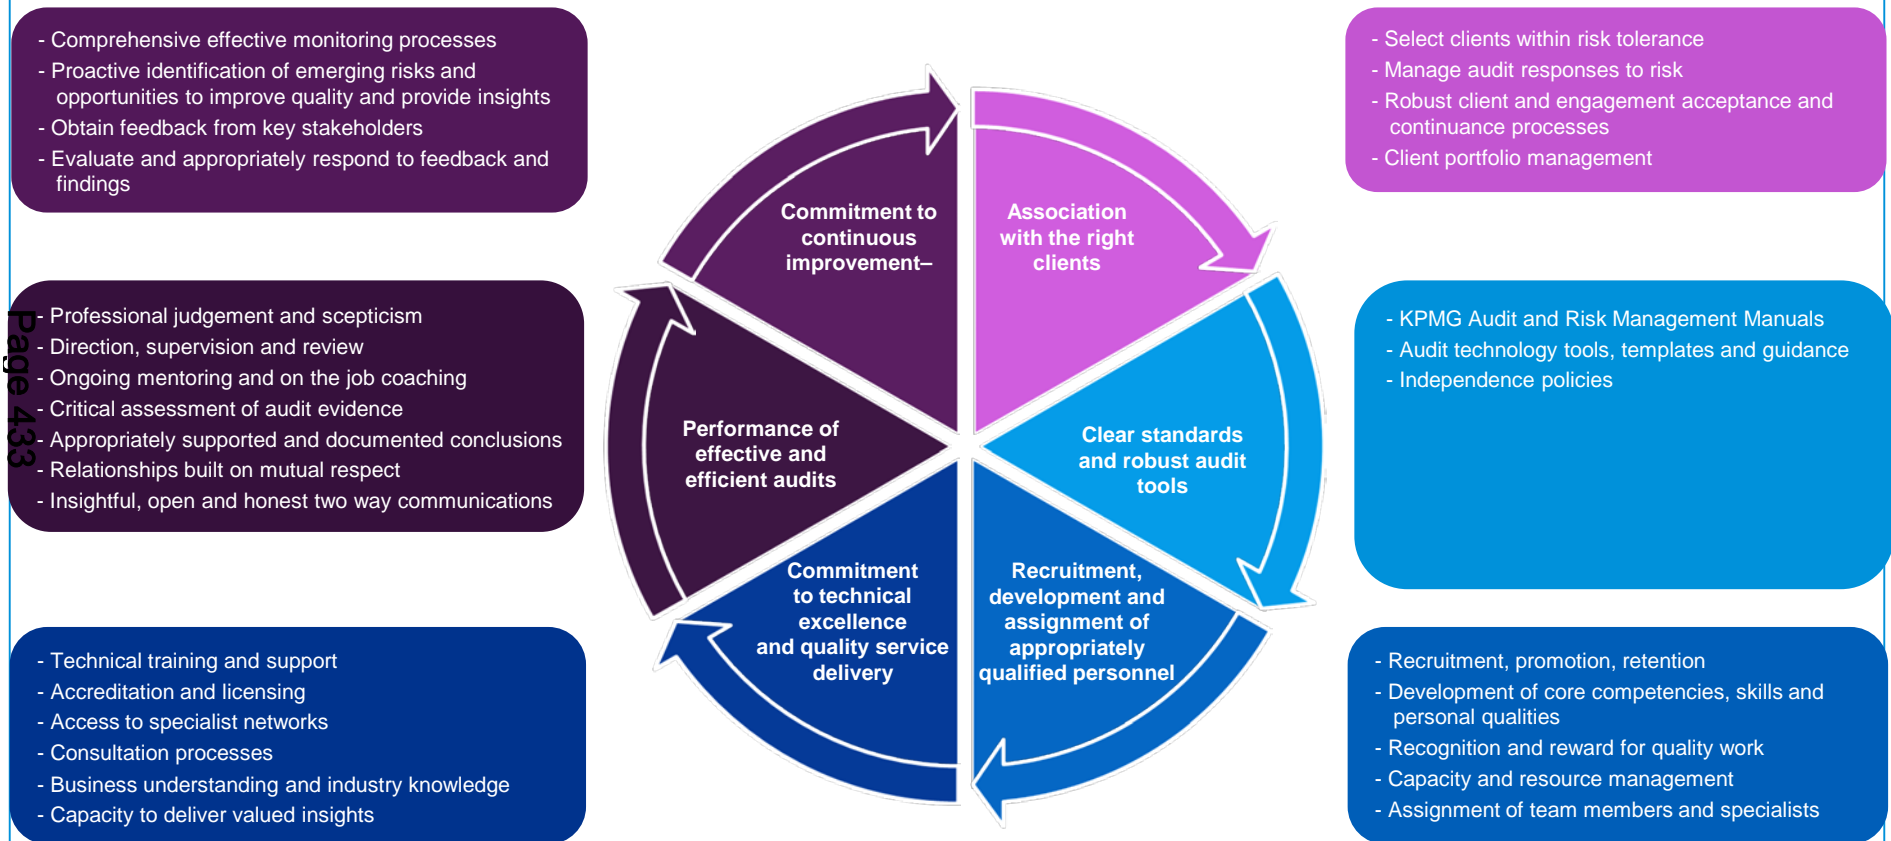 - Comprehensive effective monitoring processes
- Proactive identification of emerging risks and
opportunities to improve quality and provide insights
- Obtain feedback from key stakeholders
- Evaluate and appropriately respond to feedback and
findings
- Select clients within risk tolerance
- Manage audit responses to risk
- Robust client and engagement acceptance and
continuance processes
- Client portfolio management
Commitment to
continuous
improvement–
Association
with the right
clients
- Professional judgement and scepticism
- Direction, supervision and review
- Ongoing mentoring and on the job coaching
- Critical assessment of audit evidence
- Appropriately supported and documented conclusions
- Relationships built on mutual respect
- Insightful, open and honest two way communications
Page 433
Performance of
effective and
efficient audits
Clear standards
and robust audit
tools
- KPMG Audit and Risk Management Manuals
- Audit technology tools, templates and guidance
- Independence policies
Commitment
to technical
excellence
and quality service
delivery
Recruitment,
development and
assignment of
appropriately
qualified personnel
- Technical training and support
- Accreditation and licensing
- Access to specialist networks
- Consultation processes
- Business understanding and industry knowledge
- Capacity to deliver valued insights
- Recruitment, promotion, retention
- Development of core competencies, skills and
personal qualities
- Recognition and reward for quality work
- Capacity and resource management
- Assignment of team members and specialists